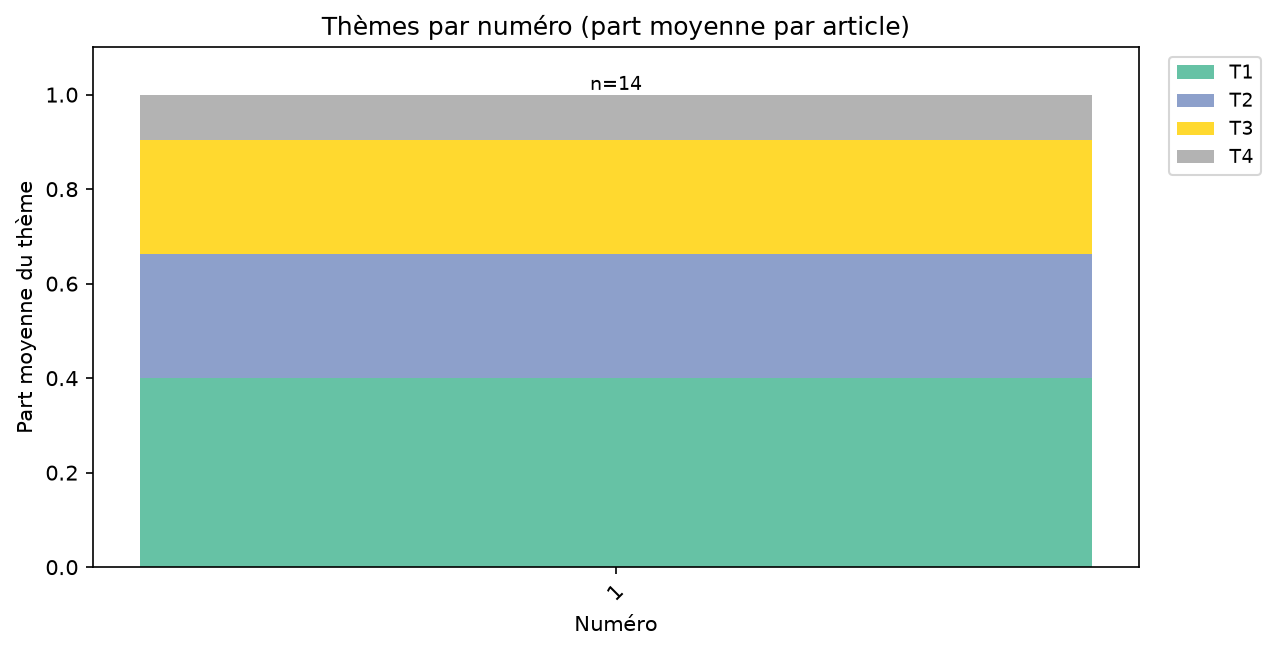 Thèmes par numéro (part moyenne par article)
n=14
T1
T2
T3
T4
1.0
0.8
0.6
0.4
0.2
0.0
Part moyenne du thème
1
Numéro